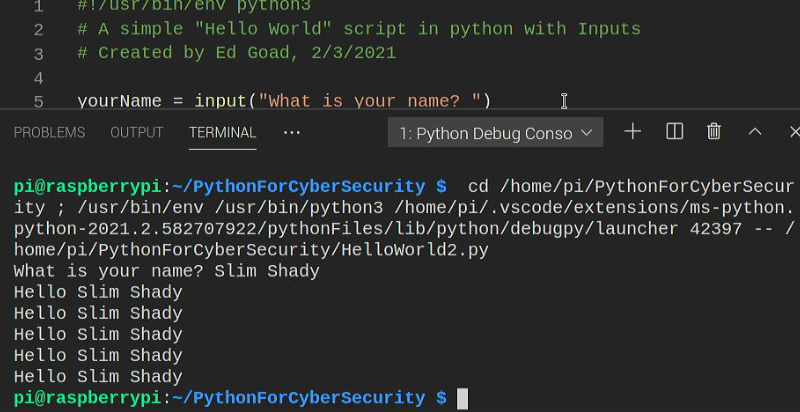 1 #!/usr/bin/env python3
2 # A simple "Hello World" script in python with Inputs
3 # Created by Ed Goad, 2/3/2021
4
5 yourName = input("What is your name? ")
PROBLEMS OUTPUT TERMINAL ··· 1: Python Debug Conso
pi@raspberrypi:~/PythonForCyberSecurity $  cd /home/pi/PythonForCyberSecur
ity ; /usr/bin/env /usr/bin/python3 /home/pi/.vscode/extensions/ms-python.
python-2021.2.582707922/pythonFiles/lib/python/debugpy/launcher 42397 -- /
home/pi/PythonForCyberSecurity/HelloWorld2.py
What is your name? Slim Shady
Hello Slim Shady
Hello Slim Shady
Hello Slim Shady
Hello Slim Shady
Hello Slim Shady
pi@raspberrypi:~/PythonForCyberSecurity $